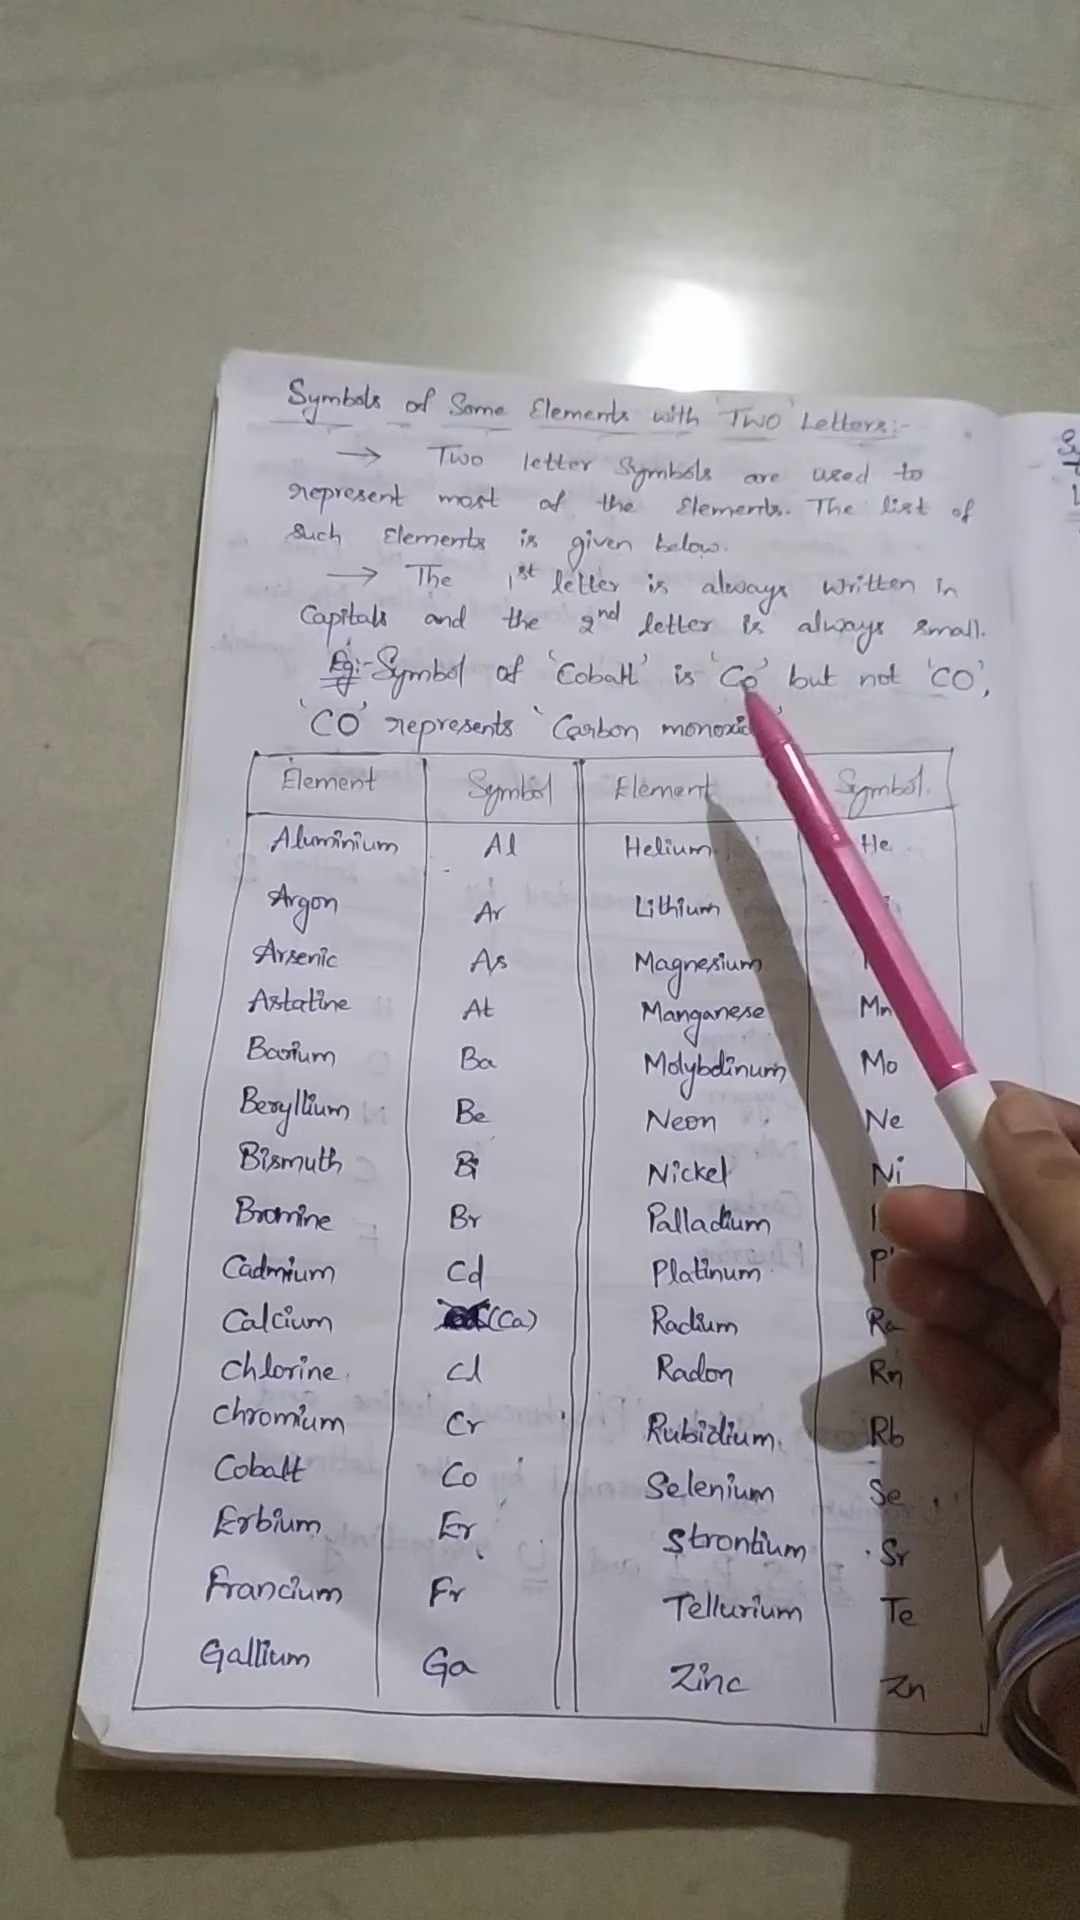 Symbols of Some Elements with 'TWO' Letters:-
→ Two letter Symbols are used to
represent most of the Elements. The list of
such Elements is given below.
→ The 1st letter is always written in
Capitals and the 2nd letter is always small.
Eg:- Symbol of 'Cobalt' is 'Co' but not 'CO',
'CO' represents 'Carbon
Element Symbol Element Symbol.
Aluminium Al Helium He
Argon Ar Lithium
Arsenic As Magnesium
Astatine At Manganese Mn
Barium Ba Molybdinum Mo
Beryllium Be Neon Ne
Bismuth Bi Nickel Ni
Bromine Br Palladium
Cadmium Cd Platinum
Calcium (Ca) Radium Ra
Chlorine Cl Radon Rn
Chromium Cr Rubidium Rb
Cobalt Co Selenium Se
Erbium Er Strontium Sr
Francium Fr Tellurium Te
Gallium Ga Zinc Zn